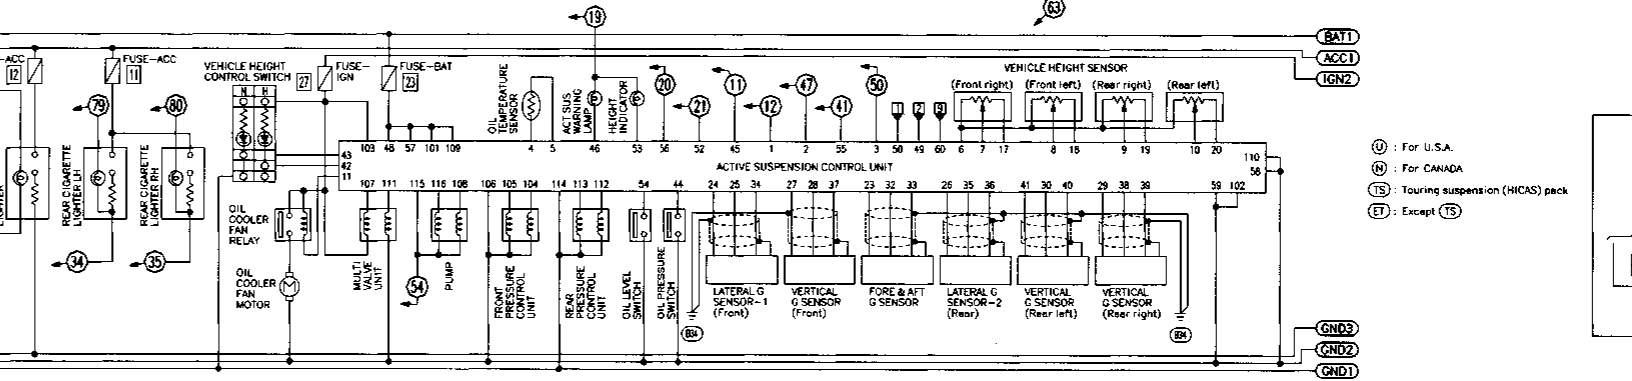 19
63
BAT1
ACC1
IGN2
-ACC
12
FUSE-ACC
11
VEHICLE HEIGHT
CONTROL SWITCH
27
FUSE-
IGN
FUSE-BAT
23
N H
79
80
OIL
TEMPERATURE
SENSOR
ACT SUS
WARNING
LAMP
HEIGHT
INDICATOR
20
21
11
12
47
41
50
1 2 9
VEHICLE HEIGHT SENSOR
(Front right)
(Front left)
(Rear right)
(Rear left)
103 48 57 101 109 4 5 46 53 56 52 45 1 2 55 3 50 49 60 6 7 17 8 18 9 19 10 20
ACTIVE SUSPENSION CONTROL UNIT
43
42
11
110
58
107 111 115 116 108 106 105 104 114 113 112 54 44 24 25 34 27 28 37 23 32 33 26 35 36 41 30 40 29 38 39 59 102
LIGHTER
REAR CIGARETTE
LIGHTER LH
REAR CIGARETTE
LIGHTER RH
34
35
OIL
COOLER
FAN
RELAY
OIL
COOLER
FAN
MOTOR
M
MULTI
VALVE
UNIT
54
PUMP
FRONT
PRESSURE
CONTROL
UNIT
REAR
PRESSURE
CONTROL
UNIT
OIL LEVEL
SWITCH
OIL PRESSURE
SWITCH
B34
LATERAL G
SENSOR-1
(Front)
VERTICAL
G SENSOR
(Front)
FORE & AFT
G SENSOR
LATERAL G
SENSOR-2
(Rear)
VERTICAL
G SENSOR
(Rear left)
VERTICAL
G SENSOR
(Rear right)
B34
GND3
GND2
GND1
U : For U.S.A.
N : For CANADA
TS : Touring suspension (HICAS) pack
ET : Except TS